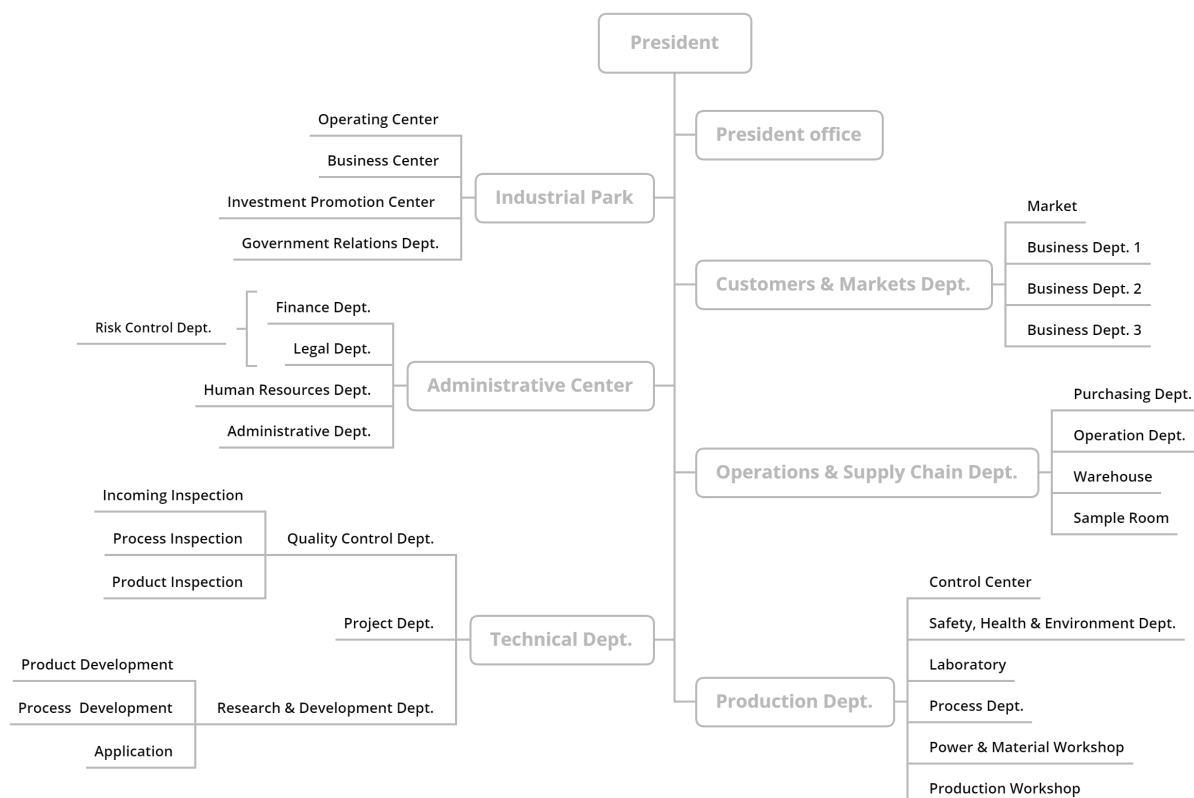 President
President office
Industrial Park
Operating Center
Business Center
Investment Promotion Center
Government Relations Dept.
Customers & Markets Dept.
Market
Business Dept. 1
Business Dept. 2
Business Dept. 3
Administrative Center
Finance Dept.
Legal Dept.
Risk Control Dept.
Human Resources Dept.
Administrative Dept.
Operations & Supply Chain Dept.
Purchasing Dept.
Operation Dept.
Warehouse
Sample Room
Technical Dept.
Quality Control Dept.
Incoming Inspection
Process Inspection
Product Inspection
Project Dept.
Research & Development Dept.
Product Development
Process  Development
Application
Production Dept.
Control Center
Safety, Health & Environment Dept.
Laboratory
Process Dept.
Power & Material Workshop
Production Workshop